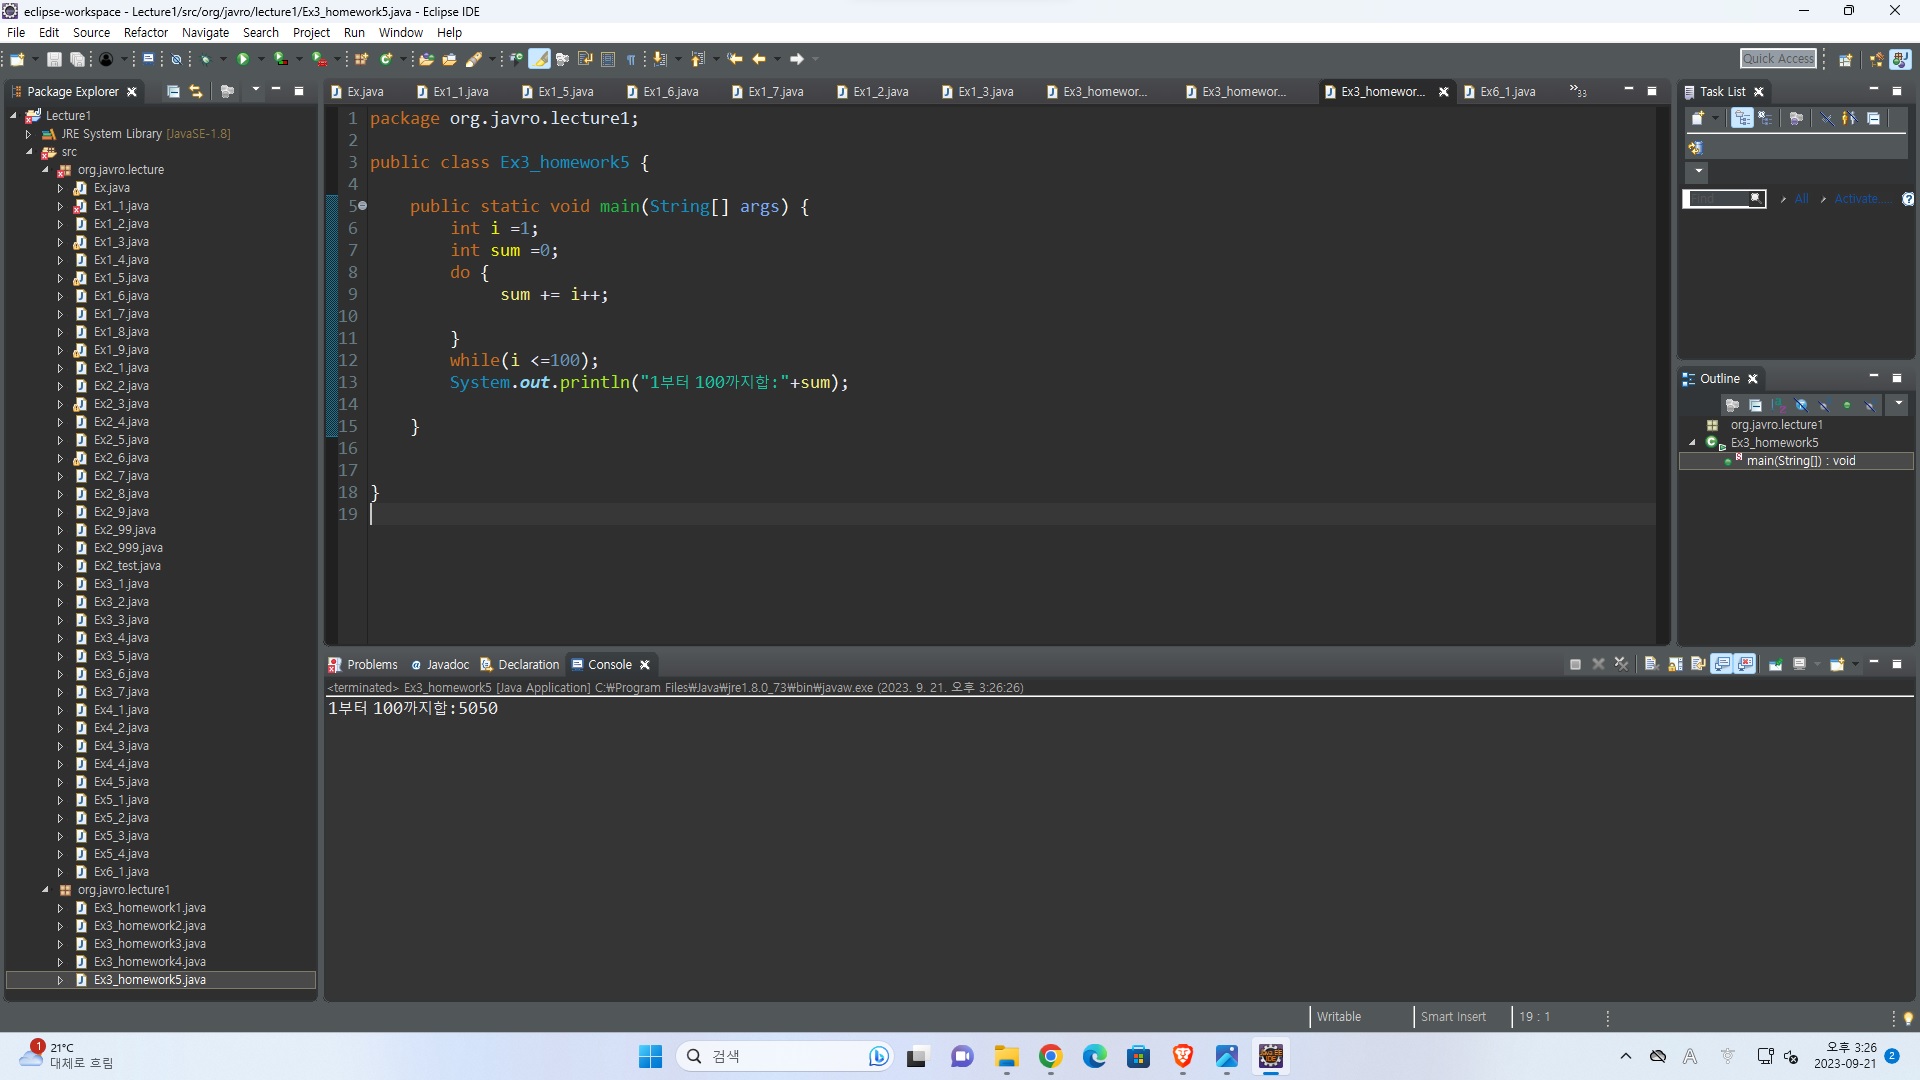 eclipse-workspace - Lecture1/src/org/javro/lecture1/Ex3_homework5.java - Eclipse IDE
File Edit Source Refactor Navigate Search Project Run Window Help
Quick Access
Package Explorer
Lecture1
JRE System Library [JavaSE-1.8]
src
org.javro.lecture
Ex.java
Ex1_1.java
Ex1_2.java
Ex1_3.java
Ex1_4.java
Ex1_5.java
Ex1_6.java
Ex1_7.java
Ex1_8.java
Ex1_9.java
Ex2_1.java
Ex2_2.java
Ex2_3.java
Ex2_4.java
Ex2_5.java
Ex2_6.java
Ex2_7.java
Ex2_8.java
Ex2_9.java
Ex2_99.java
Ex2_999.java
Ex2_test.java
Ex3_1.java
Ex3_2.java
Ex3_3.java
Ex3_4.java
Ex3_5.java
Ex3_6.java
Ex3_7.java
Ex4_1.java
Ex4_2.java
Ex4_3.java
Ex4_4.java
Ex4_5.java
Ex5_1.java
Ex5_2.java
Ex5_3.java
Ex5_4.java
Ex6_1.java
org.javro.lecture1
Ex3_homework1.java
Ex3_homework2.java
Ex3_homework3.java
Ex3_homework4.java
Ex3_homework5.java
Ex.java Ex1_1.java Ex1_5.java Ex1_6.java Ex1_7.java Ex1_2.java Ex1_3.java Ex3_homewor... Ex3_homewor... Ex3_homewor... Ex6_1.java »33
1 package org.javro.lecture1;
2
3 public class Ex3_homework5 {
4
5 public static void main(String[] args) {
6 int i =1;
7 int sum =0;
8 do {
9 sum += i++;
10
11 }
12 while(i <=100);
13 System.out.println("1부터 100까지합:"+sum);
14
15 }
16
17
18 }
19
Task List
Find All Activate...
Outline
org.javro.lecture1
Ex3_homework5
main(String[]) : void
Problems Javadoc Declaration Console
<terminated> Ex3_homework5 [Java Application] C:₩Program Files₩Java₩jre1.8.0_73₩bin₩javaw.exe (2023. 9. 21. 오후 3:26:26)
1부터 100까지합:5050
Writable Smart Insert 19 : 1
1 21°C
대체로 흐림
검색
A
오후 3:26
2023-09-21
2